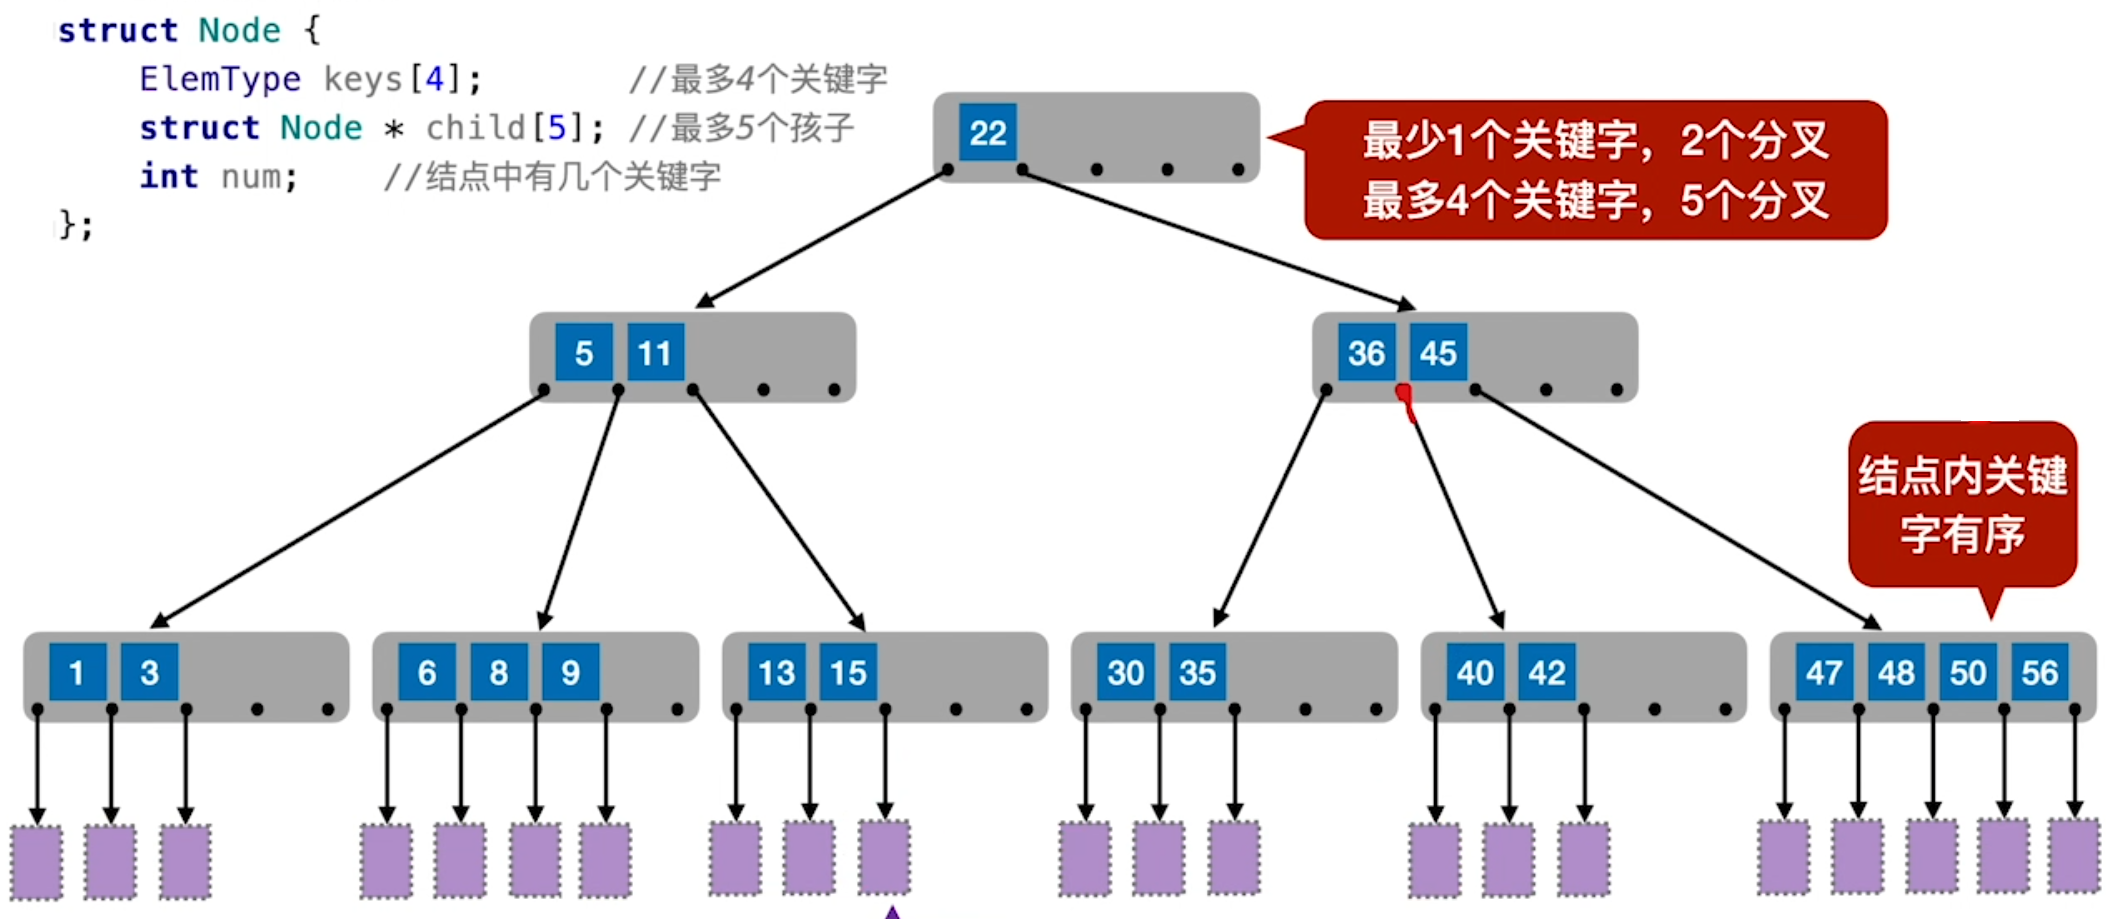 struct Node {
ElemType keys[4]; //最多4个关键字
struct Node * child[5]; //最多5个孩子
int num; //结点中有几个关键字
};
22
最少1个关键字，2个分叉
最多4个关键字，5个分叉
5 11
36 45
结点内关键
字有序
1 3
6 8 9
13 15
30 35
40 42
47 48 50 56